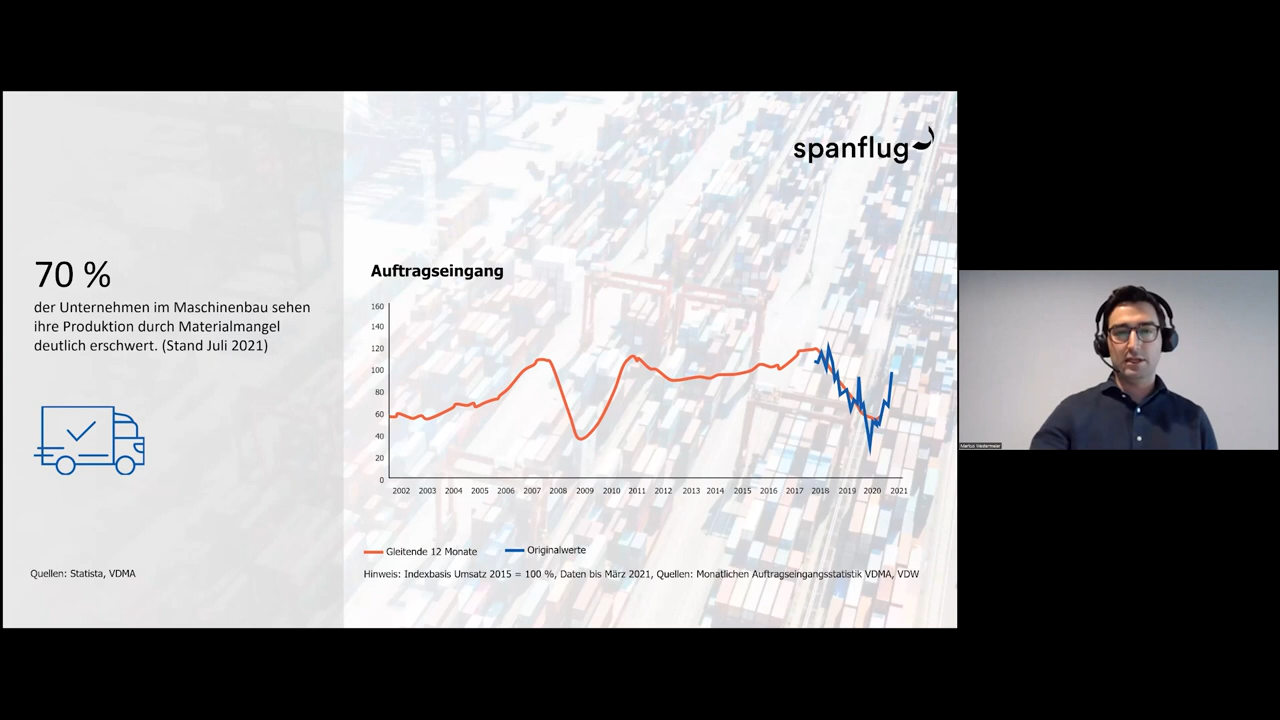 spanflug
70 %
der Unternehmen im Maschinenbau sehen
ihre Produktion durch Materialmangel
deutlich erschwert. (Stand Juli 2021)
Quellen: Statista, VDMA
Auftragseingang
160
140
120
100
80
60
40
20
0
2002 2003 2004 2005 2006 2007 2008 2009 2010 2011 2012 2013 2014 2015 2016 2017 2018 2019 2020 2021
Gleitende 12 Monate
Originalwerte
Hinweis: Indexbasis Umsatz 2015 = 100 %, Daten bis März 2021, Quellen: Monatlichen Auftragseingangsstatistik VDMA, VDW